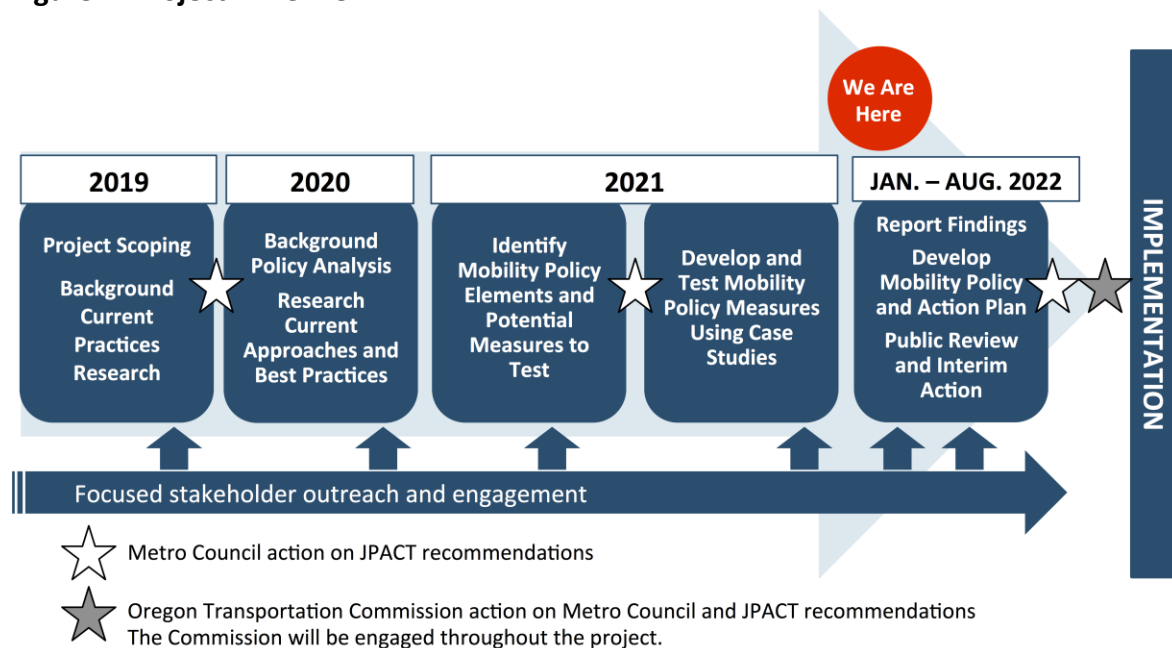 We Are
Here
2019
2020
2021
JAN. – AUG. 2022
Project Scoping
Background
Current
Practices
Research
Background
Policy Analysis
Research
Current
Approaches and
Best Practices
Identify
Mobility Policy
Elements and
Potential
Measures to
Test
Develop and
Test Mobility
Policy Measures
Using Case
Studies
Report Findings
Develop
Mobility Policy
and Action Plan
Public Review
and Interim
Action
IMPLEMENTATION
Focused stakeholder outreach and engagement
Metro Council action on JPACT recommendations
Oregon Transportation Commission action on Metro Council and JPACT recommendations
The Commission will be engaged throughout the project.